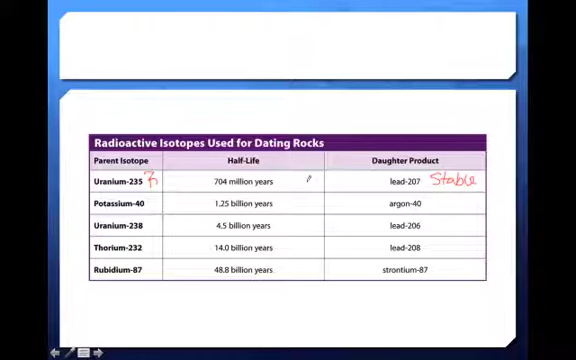 Radioactive Isotopes Used for Dating Rocks
Parent Isotope Half-Life Daughter Product
Uranium-235 704 million years lead-207 Stable
Potassium-40 1.25 billion years argon-40
Uranium-238 4.5 billion years lead-206
Thorium-232 14.0 billion years lead-208
Rubidium-87 48.8 billion years strontium-87